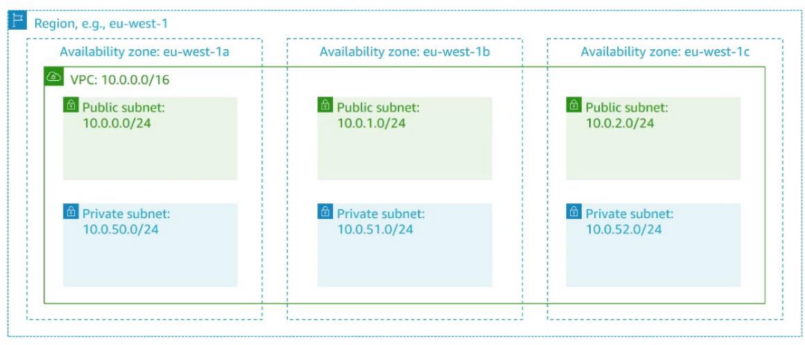 Region, e.g., eu-west-1
Availability zone: eu-west-1a
Availability zone: eu-west-1b
Availability zone: eu-west-1c
VPC: 10.0.0.0/16
Public subnet:
10.0.0.0/24
Public subnet:
10.0.1.0/24
Public subnet:
10.0.2.0/24
Private subnet:
10.0.50.0/24
Private subnet:
10.0.51.0/24
Private subnet:
10.0.52.0/24